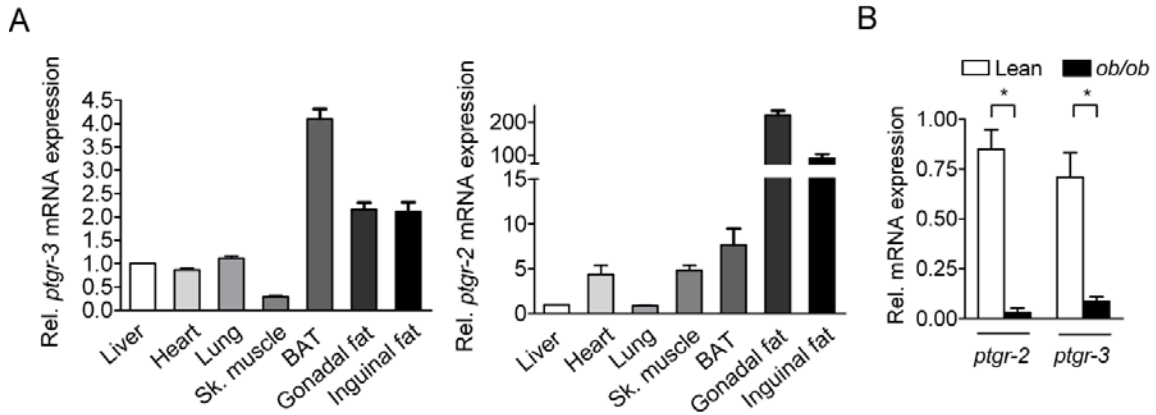 A
Rel. ptgr-3 mRNA expression
4.5
4.0
3.5
3.0
2.5
2.0
1.5
1.0
0.5
0.0
Liver
Heart
Lung
Sk. muscle
BAT
Gonadal fat
Inguinal fat
Rel. ptgr-2 mRNA expression
200
100
15
10
5
0
Liver
Heart
Lung
Sk. muscle
BAT
Gonadal fat
Inguinal fat
B
Lean ob/ob
* *
Rel. mRNA expression
1.00
0.75
0.50
0.25
0.00
ptgr-2 ptgr-3